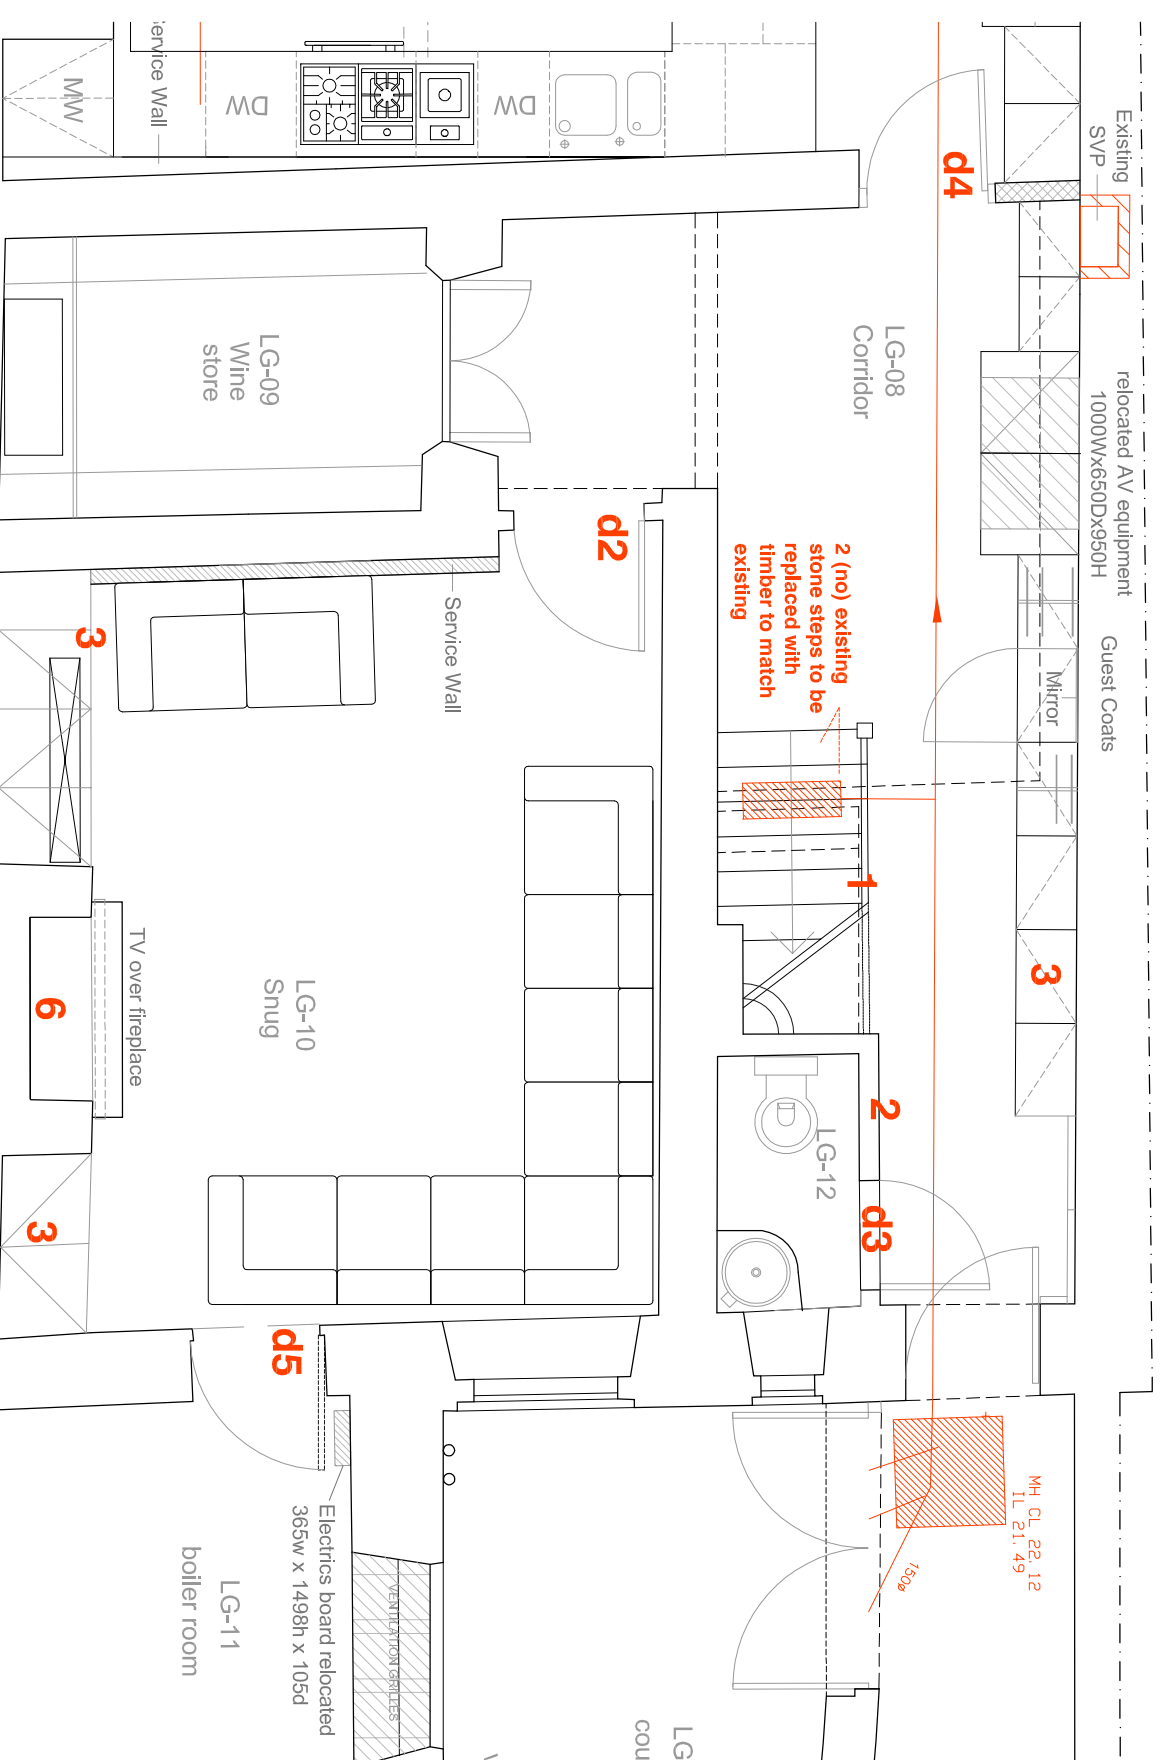 Existing
SVP
d4
Service Wall
MW
DW
DW
relocated AV equipment
1000Wx650Dx950H
LG-08
Corridor
LG-09
Wine
store
d2
2 (no) existing
stone steps to be
replaced with
timber to match
existing
Guest Coats
Mirror
Service Wall
3
1
3
TV over fireplace
LG-10
Snug
6
2
LG-12
d3
3
d5
MH CL 22.12
IL 21.49
150ø
Electrics board relocated
365w x 1498h x 105d
LG-11
boiler room
VENTILATION GRILLES
LG
cou